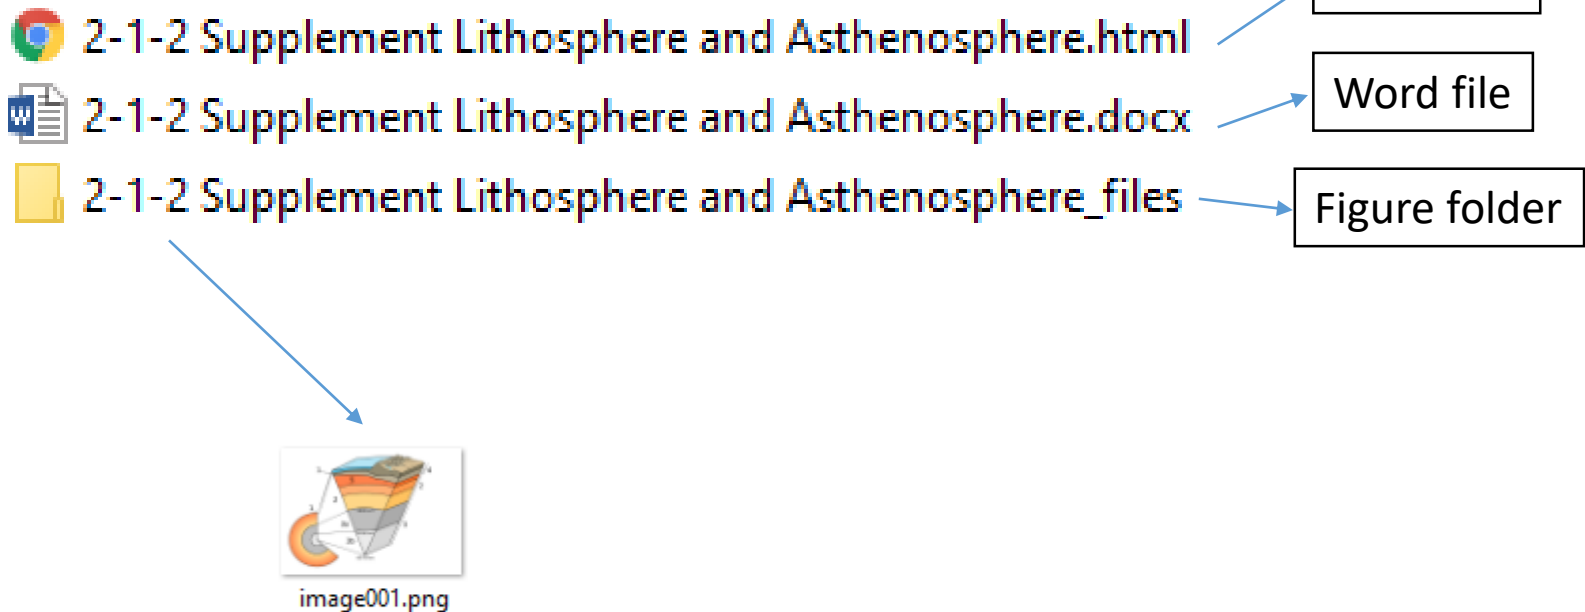 2-1-2 Supplement Lithosphere and Asthenosphere.html
2-1-2 Supplement Lithosphere and Asthenosphere.docx
Word file
2-1-2 Supplement Lithosphere and Asthenosphere_files
Figure folder
image001.png